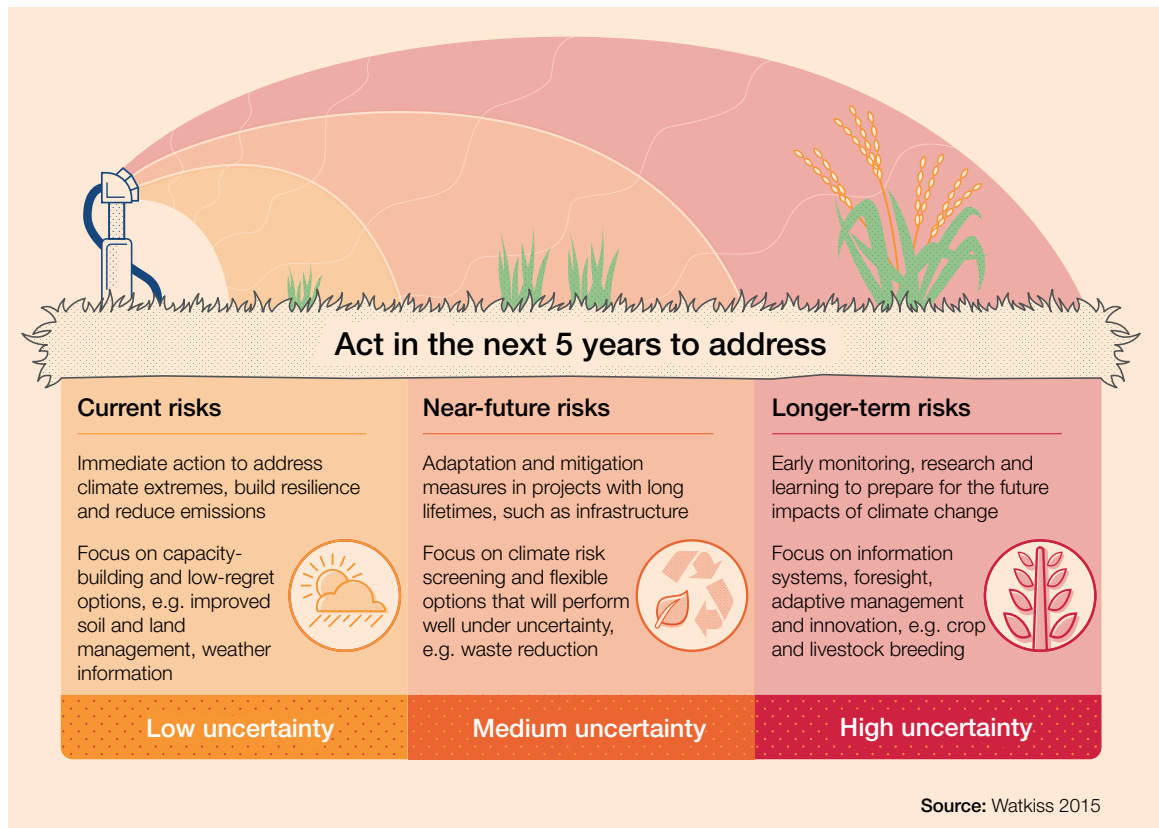 Act in the next 5 years to address
Current risks
Immediate action to address
climate extremes, build resilience
and reduce emissions
Focus on capacity-
building and low-regret
options, e.g. improved
soil and land
management, weather
information
Low uncertainty
Near-future risks
Adaptation and mitigation
measures in projects with long
lifetimes, such as infrastructure
Focus on climate risk
screening and flexible
options that will perform
well under uncertainty,
e.g. waste reduction
Medium uncertainty
Longer-term risks
Early monitoring, research and
learning to prepare for the future
impacts of climate change
Focus on information
systems, foresight,
adaptive management
and innovation, e.g. crop
and livestock breeding
High uncertainty
Source: Watkiss 2015